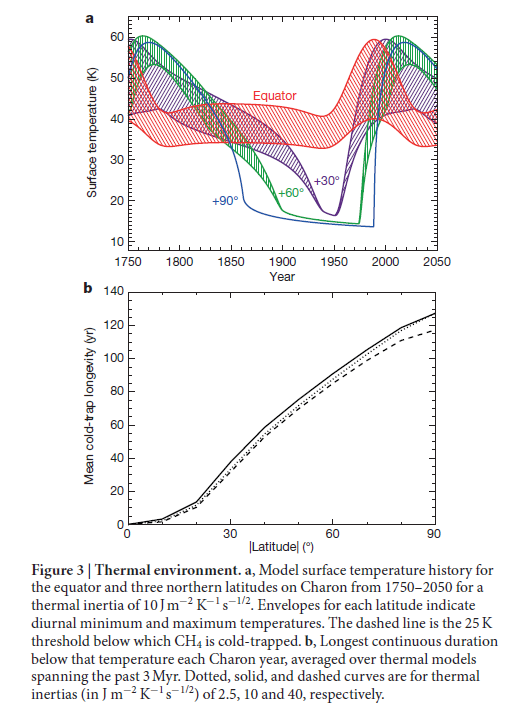 a
60
50
40
30
20
10
Surface temperature (K)
Equator
+30°
+60°
+90°
1750 1800 1850 1900 1950 2000 2050
Year
b
140
120
100
80
60
40
20
0
Mean cold-trap longevity (yr)
0 30 60 90
|Latitude| (°)
Figure 3 | Thermal environment. a, Model surface temperature history for
the equator and three northern latitudes on Charon from 1750–2050 for a
thermal inertia of 10 J m⁻² K⁻¹ s⁻¹/². Envelopes for each latitude indicate
diurnal minimum and maximum temperatures. The dashed line is the 25 K
threshold below which CH₄ is cold-trapped. b, Longest continuous duration
below that temperature each Charon year, averaged over thermal models
spanning the past 3 Myr. Dotted, solid, and dashed curves are for thermal
inertias (in J m⁻² K⁻¹ s⁻¹/²) of 2.5, 10 and 40, respectively.